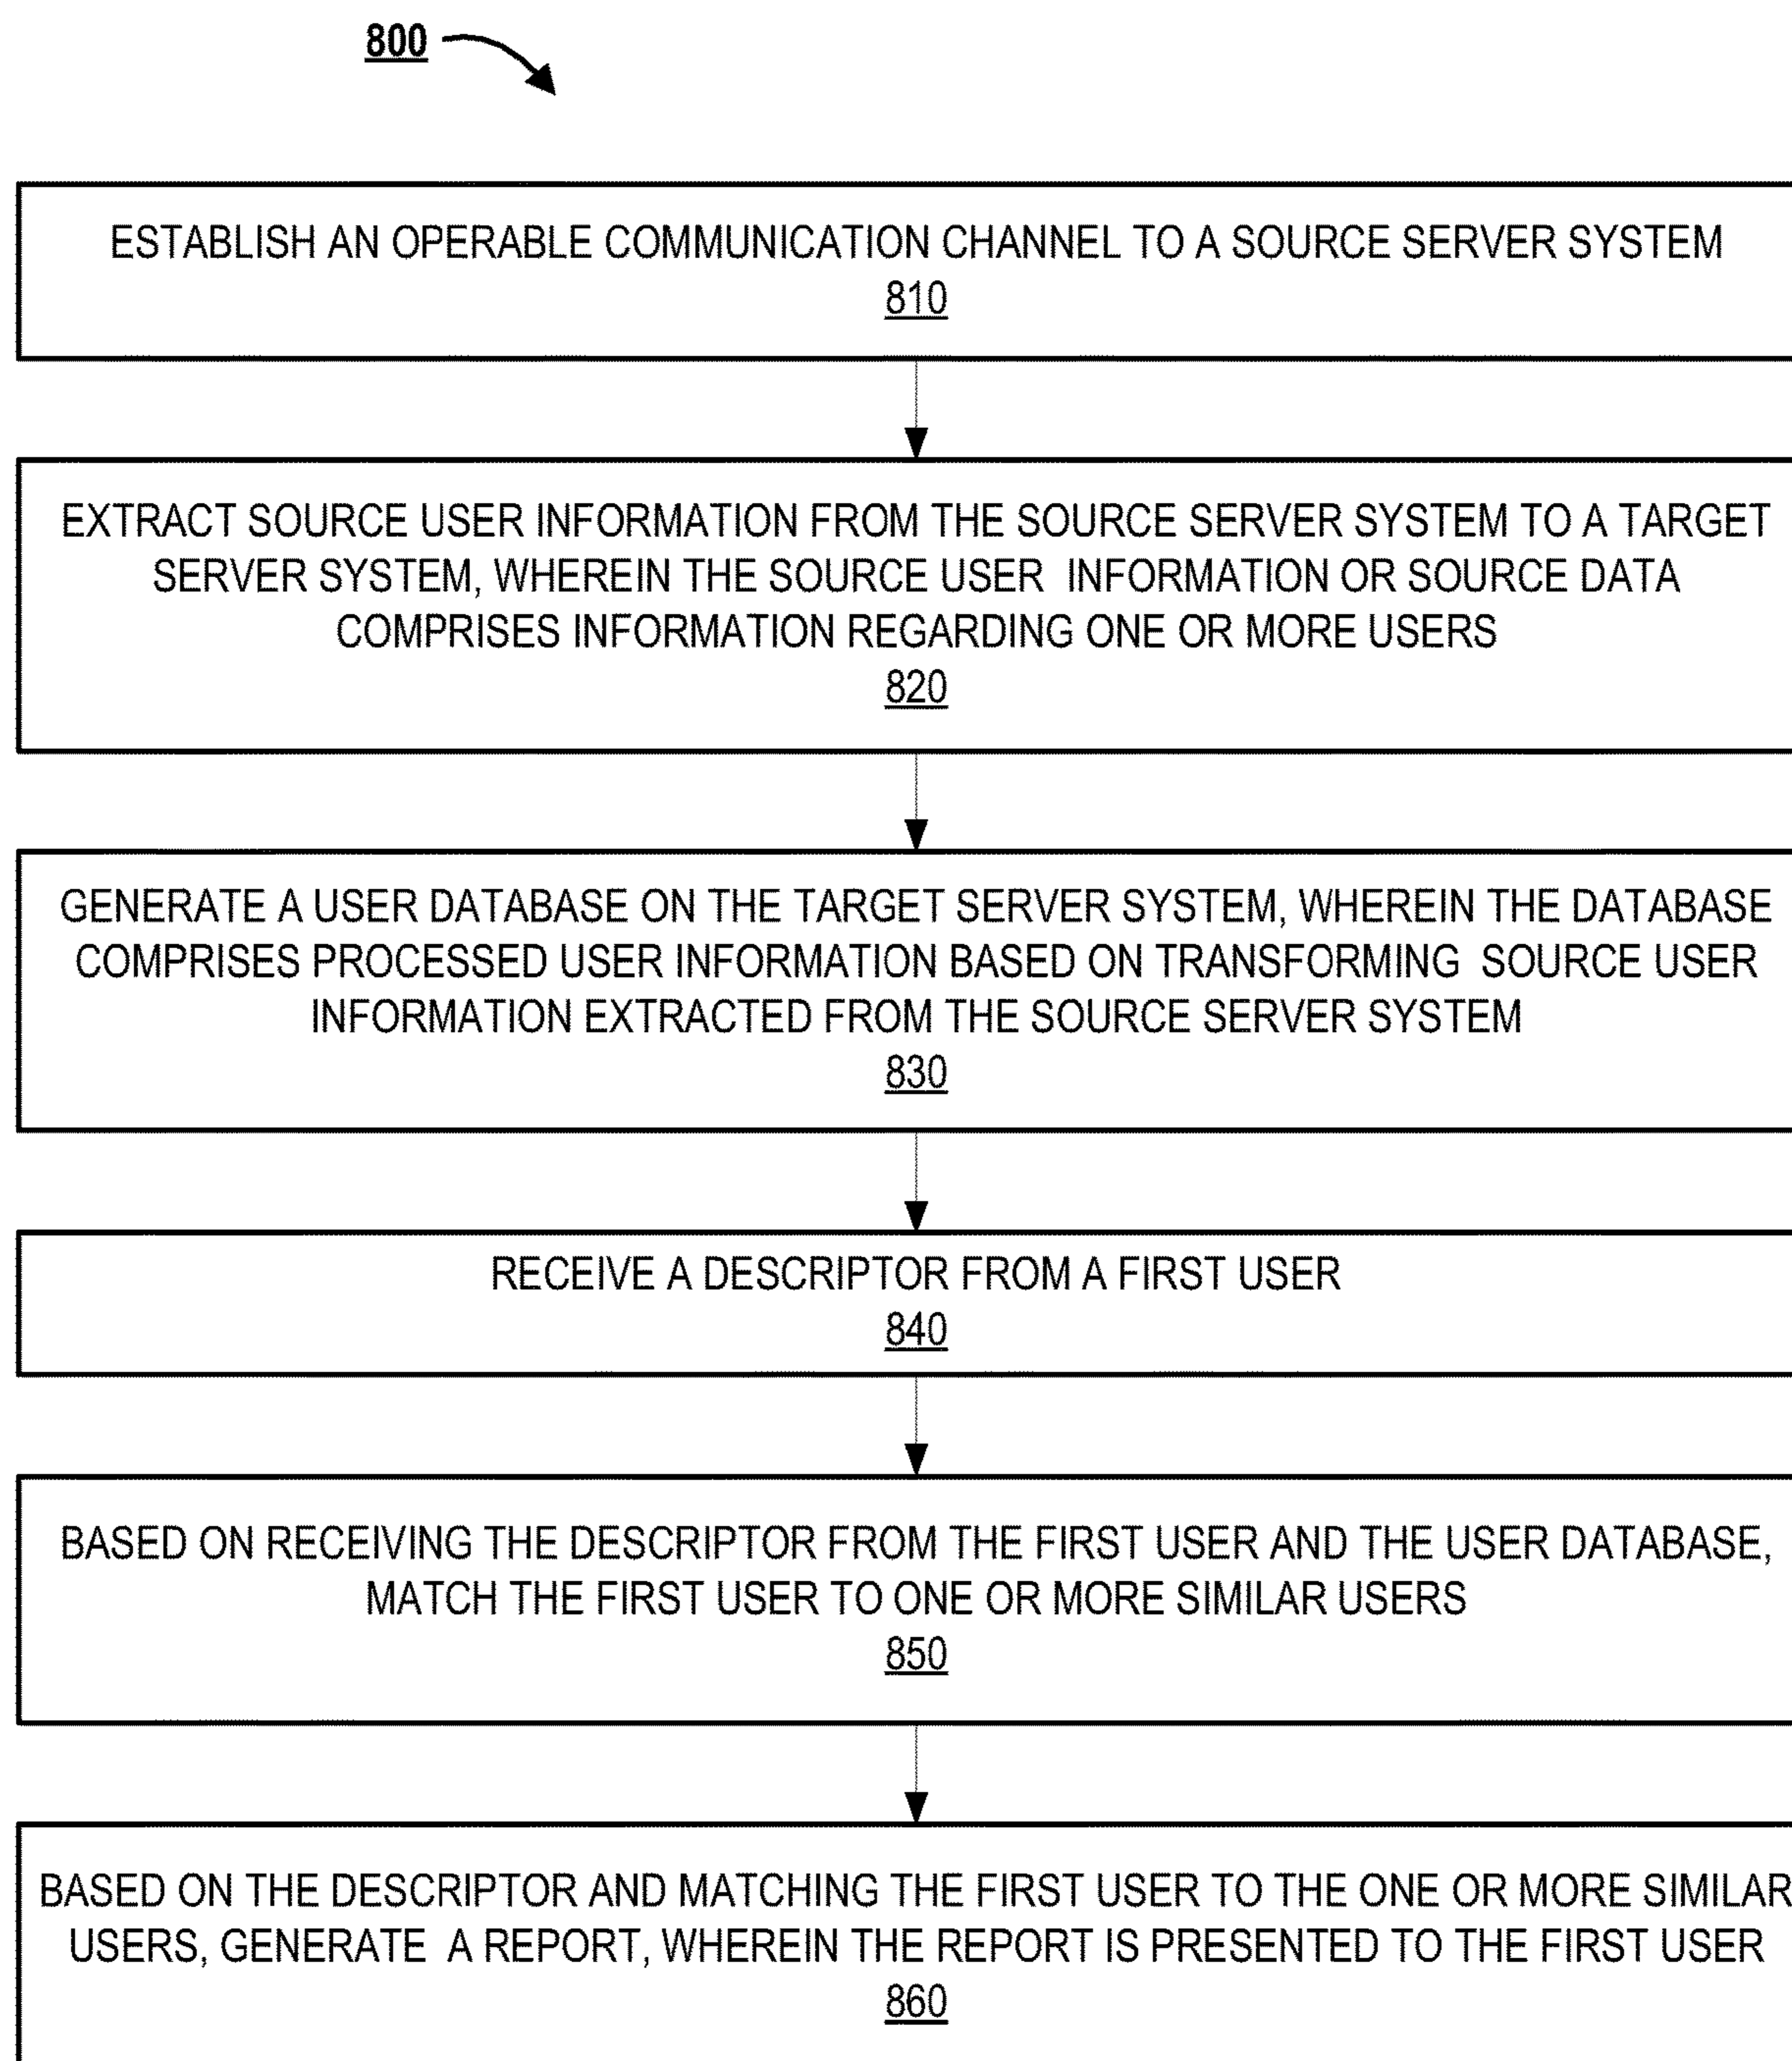 800
ESTABLISH AN OPERABLE COMMUNICATION CHANNEL TO A SOURCE SERVER SYSTEM
810
EXTRACT SOURCE USER INFORMATION FROM THE SOURCE SERVER SYSTEM TO A TARGET
SERVER SYSTEM, WHEREIN THE SOURCE USER INFORMATION OR SOURCE DATA
COMPRISES INFORMATION REGARDING ONE OR MORE USERS
820
GENERATE A USER DATABASE ON THE TARGET SERVER SYSTEM, WHEREIN THE DATABASE
COMPRISES PROCESSED USER INFORMATION BASED ON TRANSFORMING SOURCE USER
INFORMATION EXTRACTED FROM THE SOURCE SERVER SYSTEM
830
RECEIVE A DESCRIPTOR FROM A FIRST USER
840
BASED ON RECEIVING THE DESCRIPTOR FROM THE FIRST USER AND THE USER DATABASE,
MATCH THE FIRST USER TO ONE OR MORE SIMILAR USERS
850
BASED ON THE DESCRIPTOR AND MATCHING THE FIRST USER TO THE ONE OR MORE SIMILAR
USERS, GENERATE A REPORT, WHEREIN THE REPORT IS PRESENTED TO THE FIRST USER
860